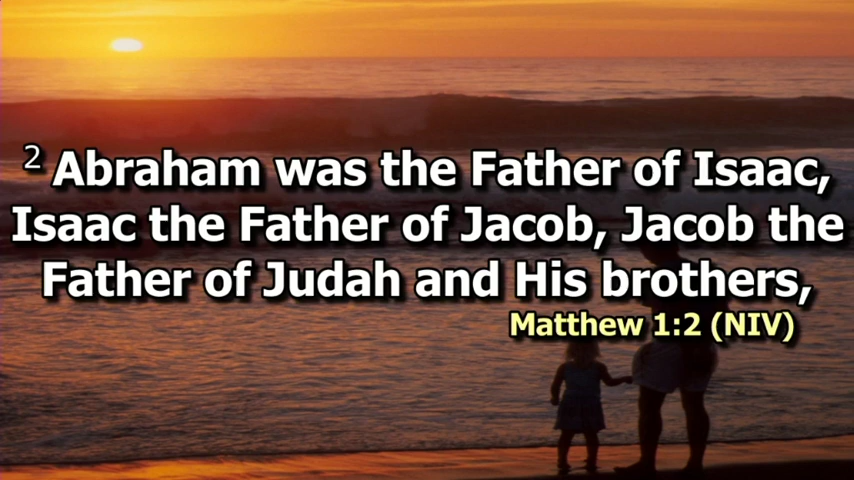 2 Abraham was the Father of Isaac,
Isaac the Father of Jacob, Jacob the
Father of Judah and His brothers,
Matthew 1:2 (NIV)